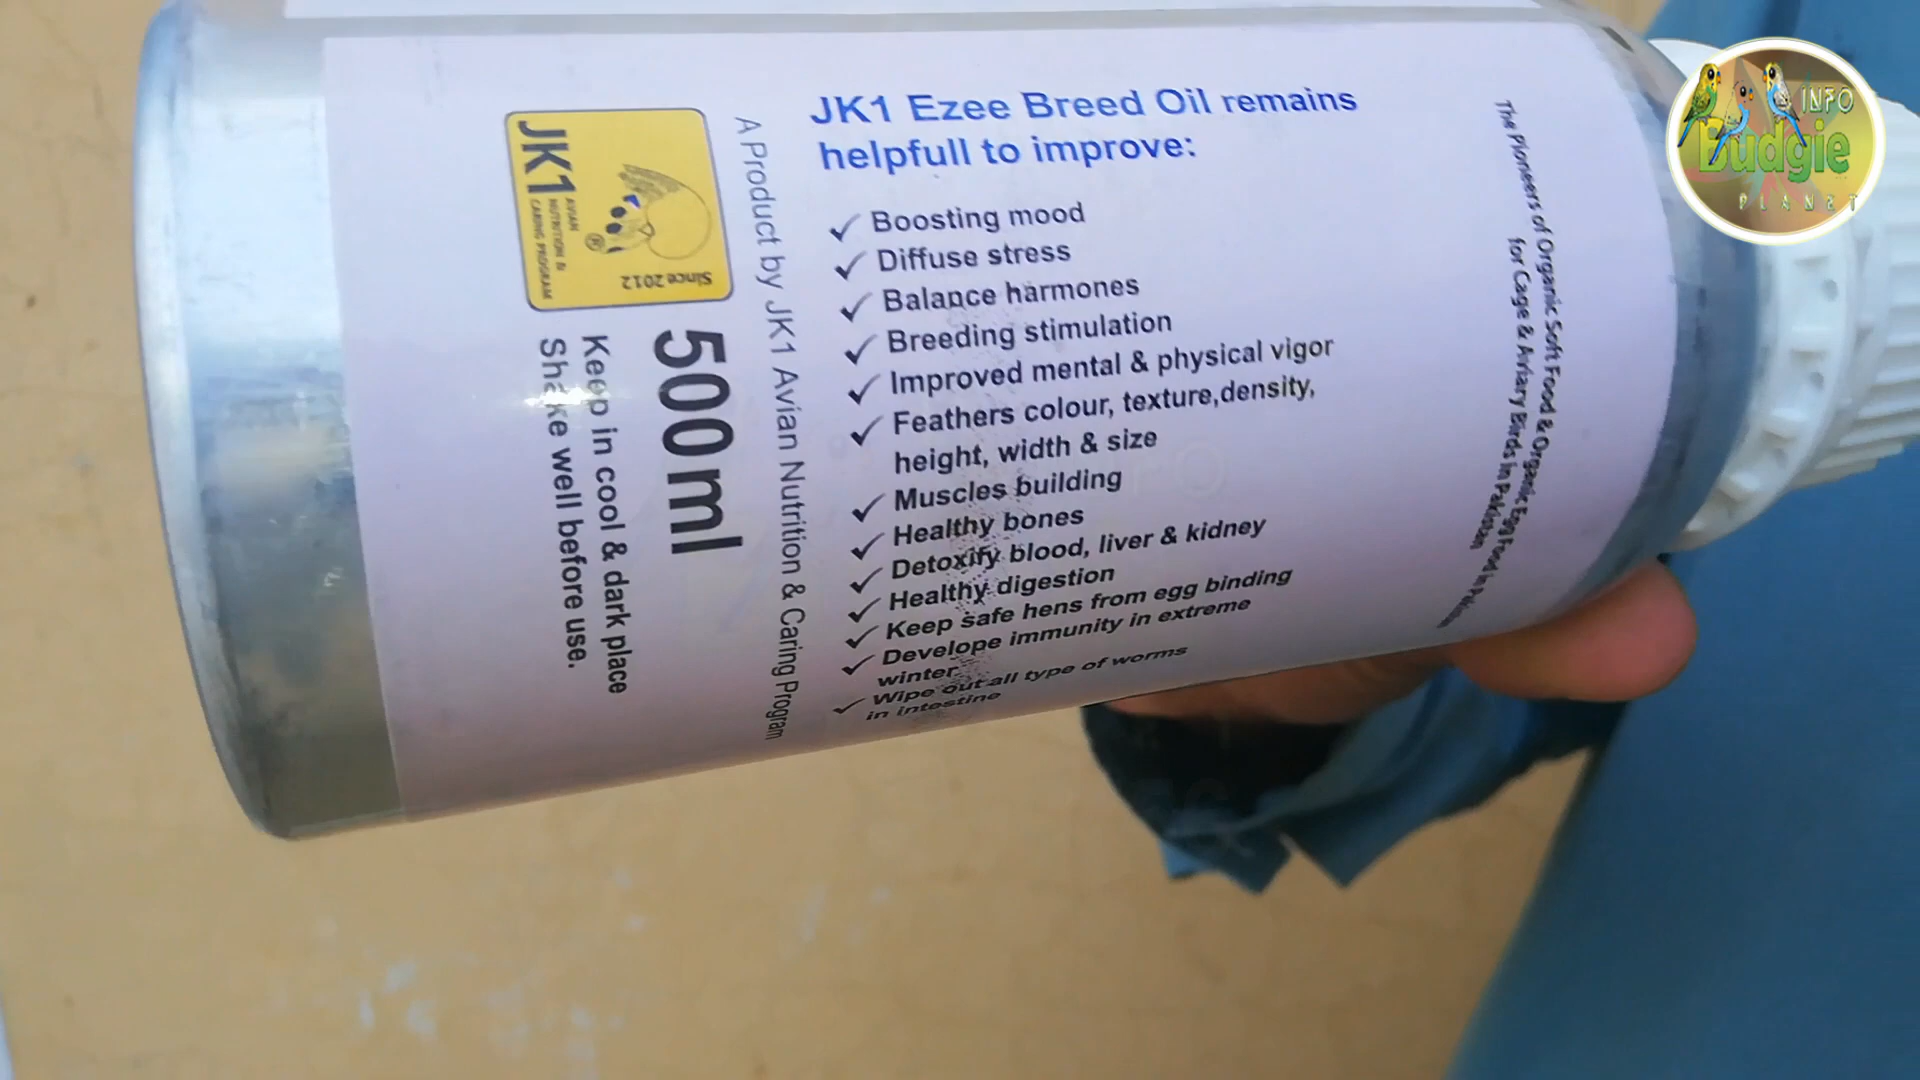 JK1 Ezee Breed Oil remains
helpfull to improve:
Boosting mood
Diffuse stress
Balance harmones
Breeding stimulation
Improved mental & physical vigor
Feathers colour, texture,density,
height, width & size
Muscles building
Healthy bones
Detoxify blood, liver & kidney
Healthy digestion
Keep safe hens from egg binding
Develope immunity in extreme
winter
Wipe out all type of worms
in intestine
The Pioneers of Organic Soft Food & Organic Egg Food in Pakistan
for Cage & Aviary Birds in Pakistan
A Product by JK1 Avian Nutrition & Caring Program
JK1
AVIAN
NUTRITION &
CARING PROGRAM
®
Since 2012
500ml
Keep in cool & dark place
Shake well before use.
INFO
Budgie
PLANET